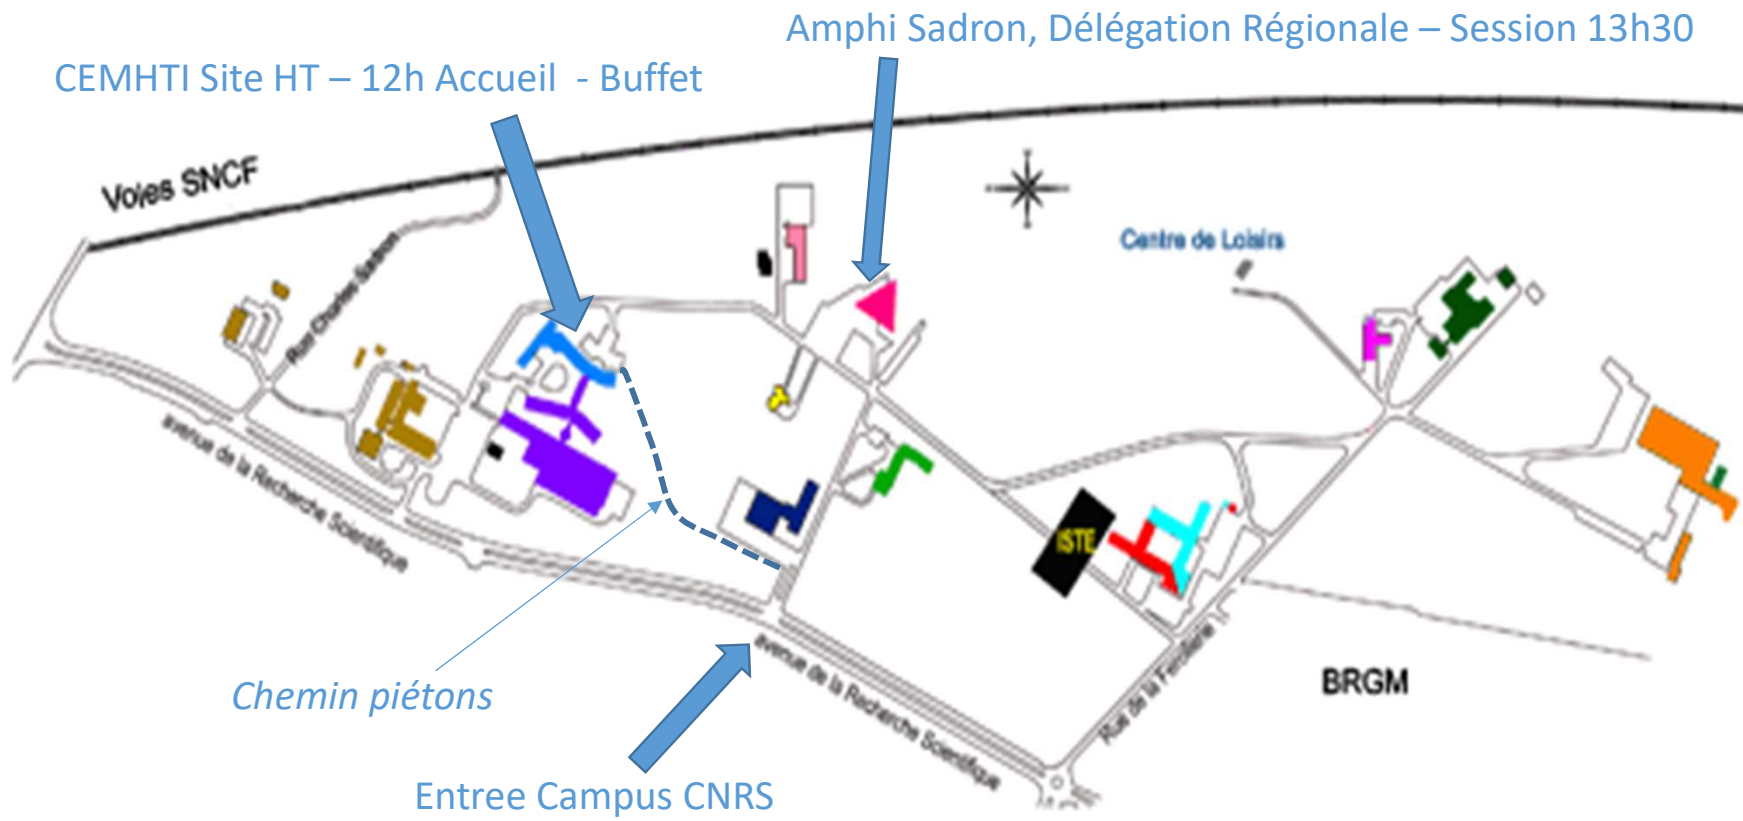 Amphi Sadron, Délégation Régionale – Session 13h30
CEMHTI Site HT – 12h Accueil - Buffet
Voies SNCF
Centre de Loisirs
Rue Charles Sadron
avenue de la Recherche Scientifique
ISTE
Chemin piétons
avenue de la Recherche Scientifique
Rue de la Ferollerie
BRGM
Entree Campus CNRS